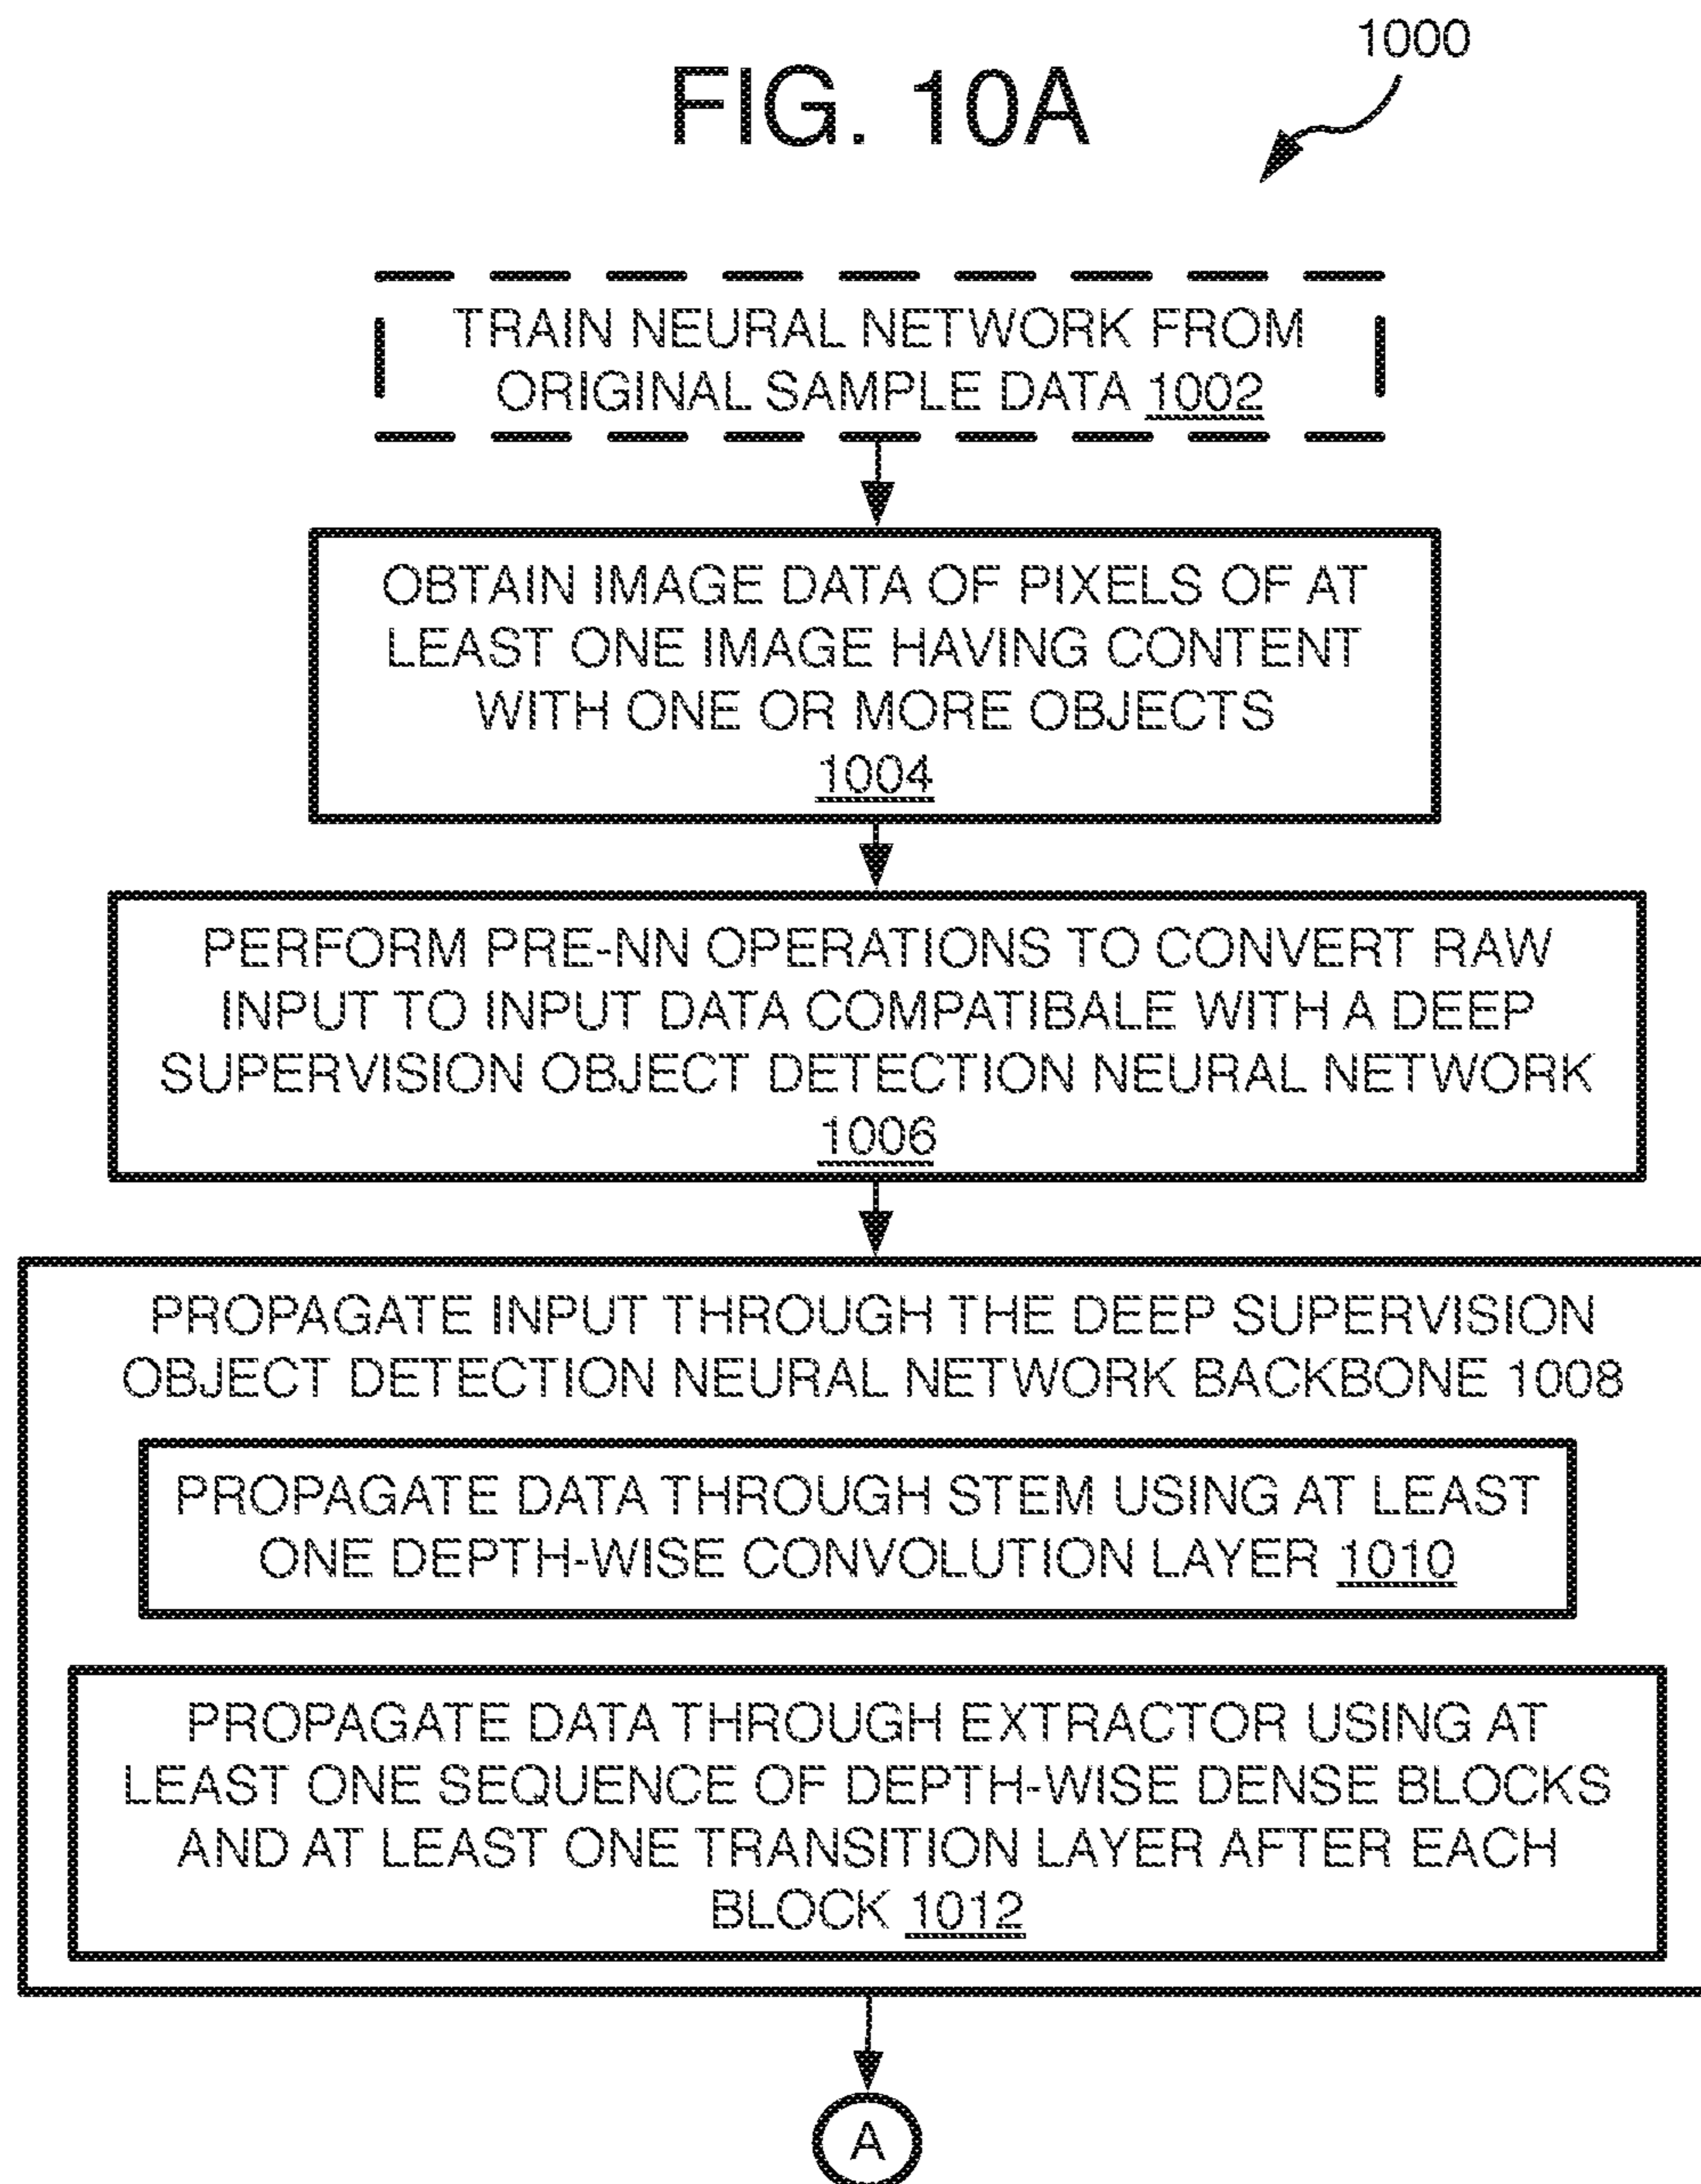 1000
FIG. 10A
TRAIN NEURAL NETWORK FROM
ORIGINAL SAMPLE DATA 1002
OBTAIN IMAGE DATA OF PIXELS OF AT
LEAST ONE IMAGE HAVING CONTENT
WITH ONE OR MORE OBJECTS
1004
PERFORM PRE-NN OPERATIONS TO CONVERT RAW
INPUT TO INPUT DATA COMPATIBALE WITH A DEEP
SUPERVISION OBJECT DETECTION NEURAL NETWORK
1006
PROPAGATE INPUT THROUGH THE DEEP SUPERVISION
OBJECT DETECTION NEURAL NETWORK BACKBONE 1008
PROPAGATE DATA THROUGH STEM USING AT LEAST
ONE DEPTH-WISE CONVOLUTION LAYER 1010
PROPAGATE DATA THROUGH EXTRACTOR USING AT
LEAST ONE SEQUENCE OF DEPTH-WISE DENSE BLOCKS
AND AT LEAST ONE TRANSITION LAYER AFTER EACH
BLOCK 1012
A